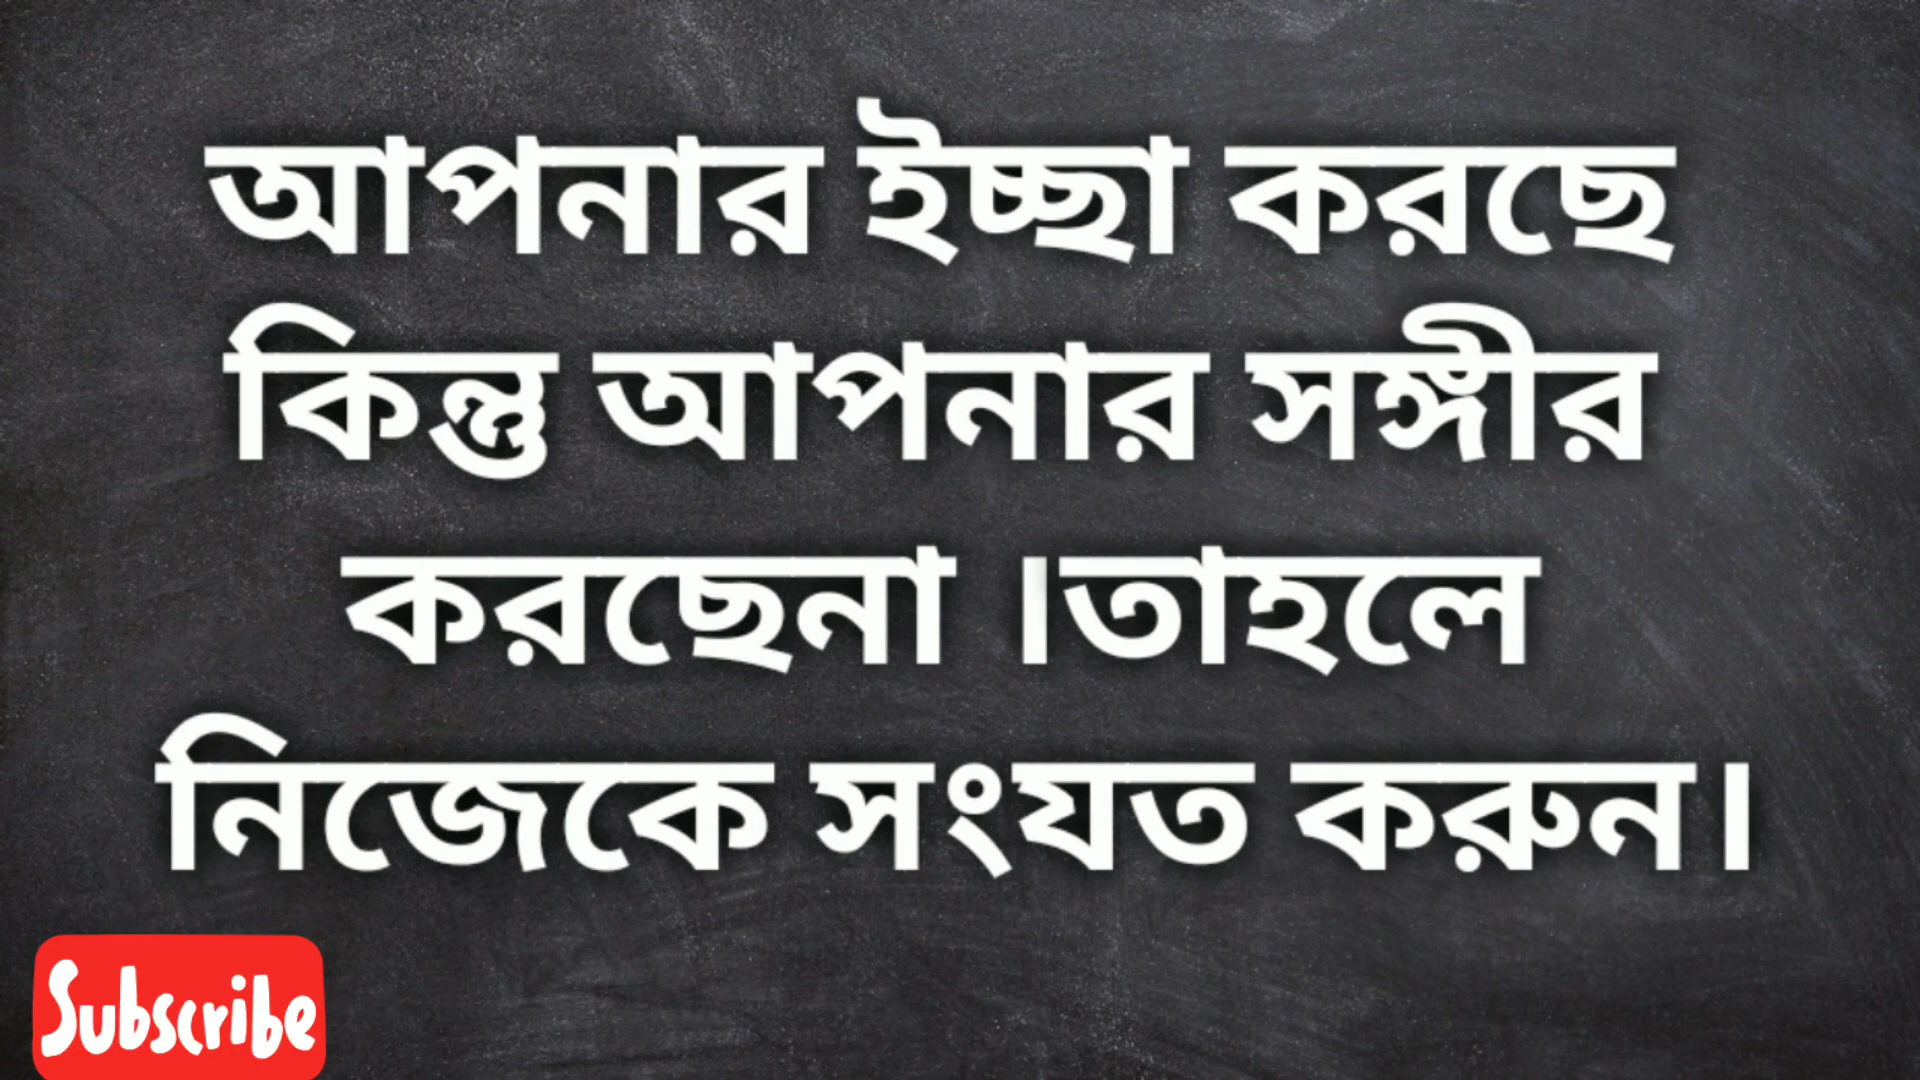 আপনার ইচ্ছা করছে
কিন্তু আপনার সঙ্গীর
করছেনা ।তাহলে
নিজেকে সংযত করুন।
Subscribe